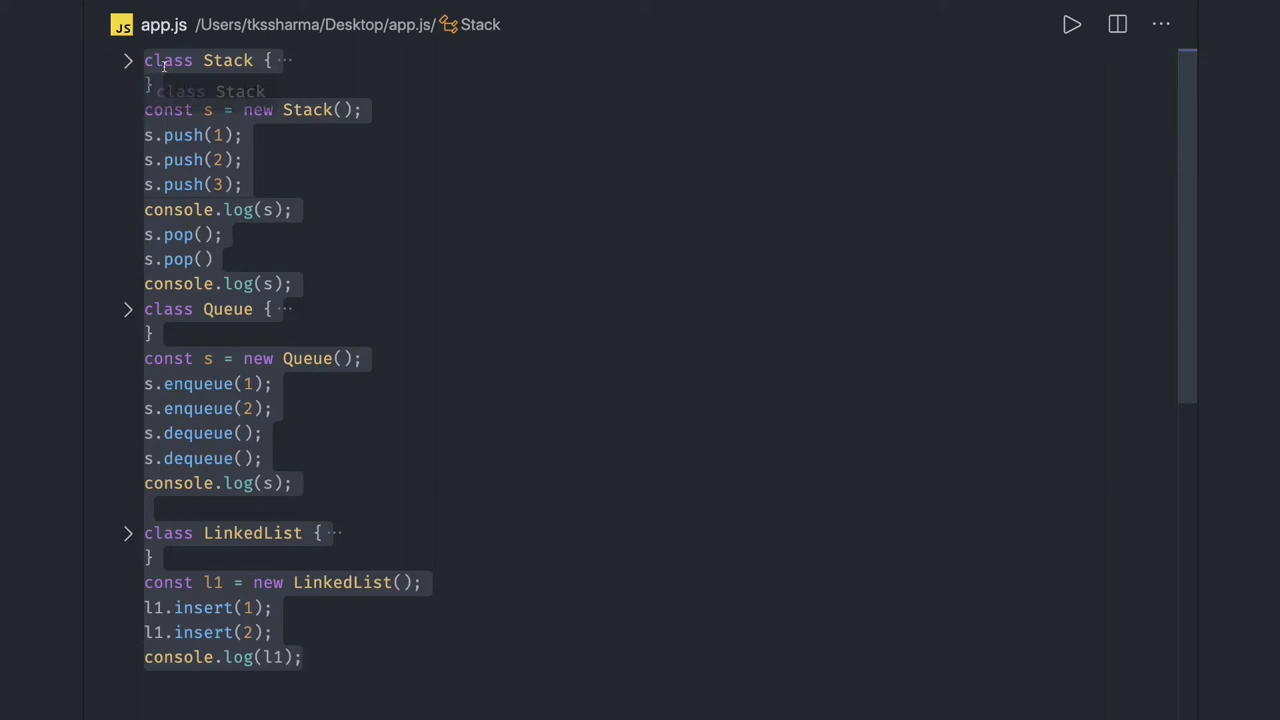 JS app.js /Users/tkssharma/Desktop/app.js/ Stack
class Stack {
}
class Stack
const s = new Stack();
s.push(1);
s.push(2);
s.push(3);
console.log(s);
s.pop();
s.pop()
console.log(s);
class Queue {
}
const s = new Queue();
s.enqueue(1);
s.enqueue(2);
s.dequeue();
s.dequeue();
console.log(s);
class LinkedList {
}
const l1 = new LinkedList();
l1.insert(1);
l1.insert(2);
console.log(l1);